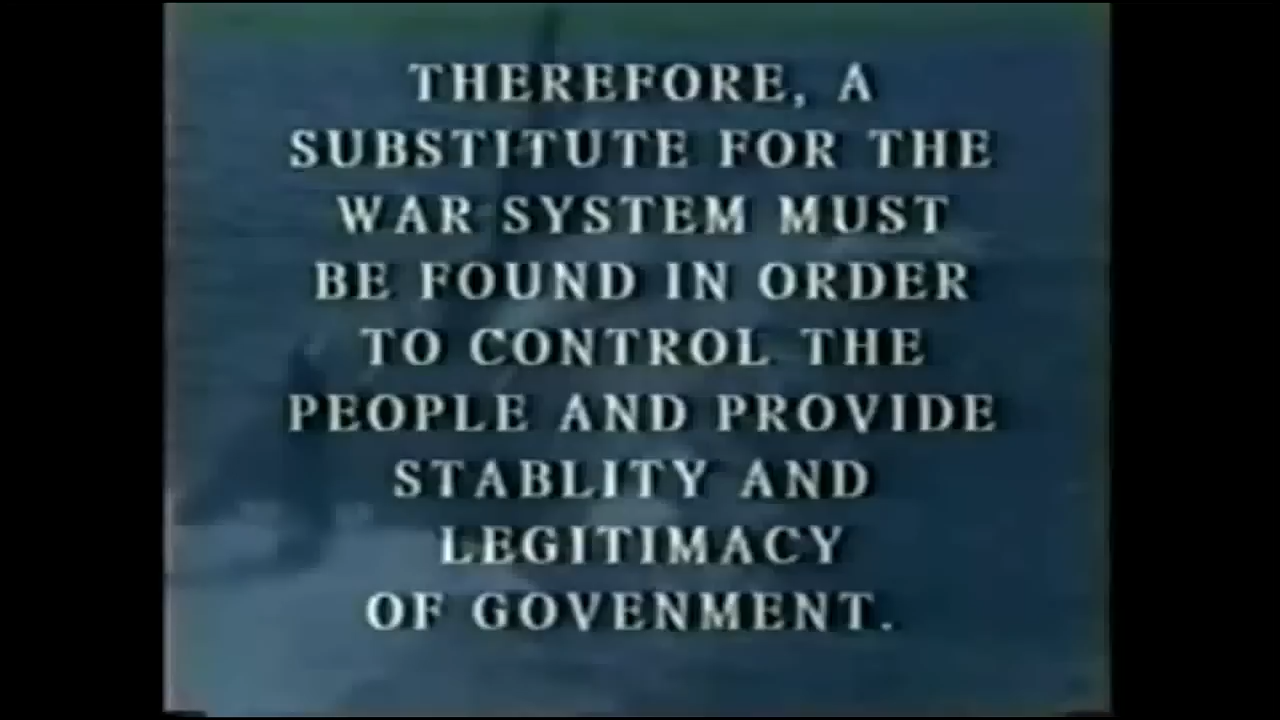 THEREFORE, A
SUBSTITUTE FOR THE
WAR SYSTEM MUST
BE FOUND IN ORDER
TO CONTROL THE
PEOPLE AND PROVIDE
STABLITY AND
LEGITIMACY
OF GOVENMENT.